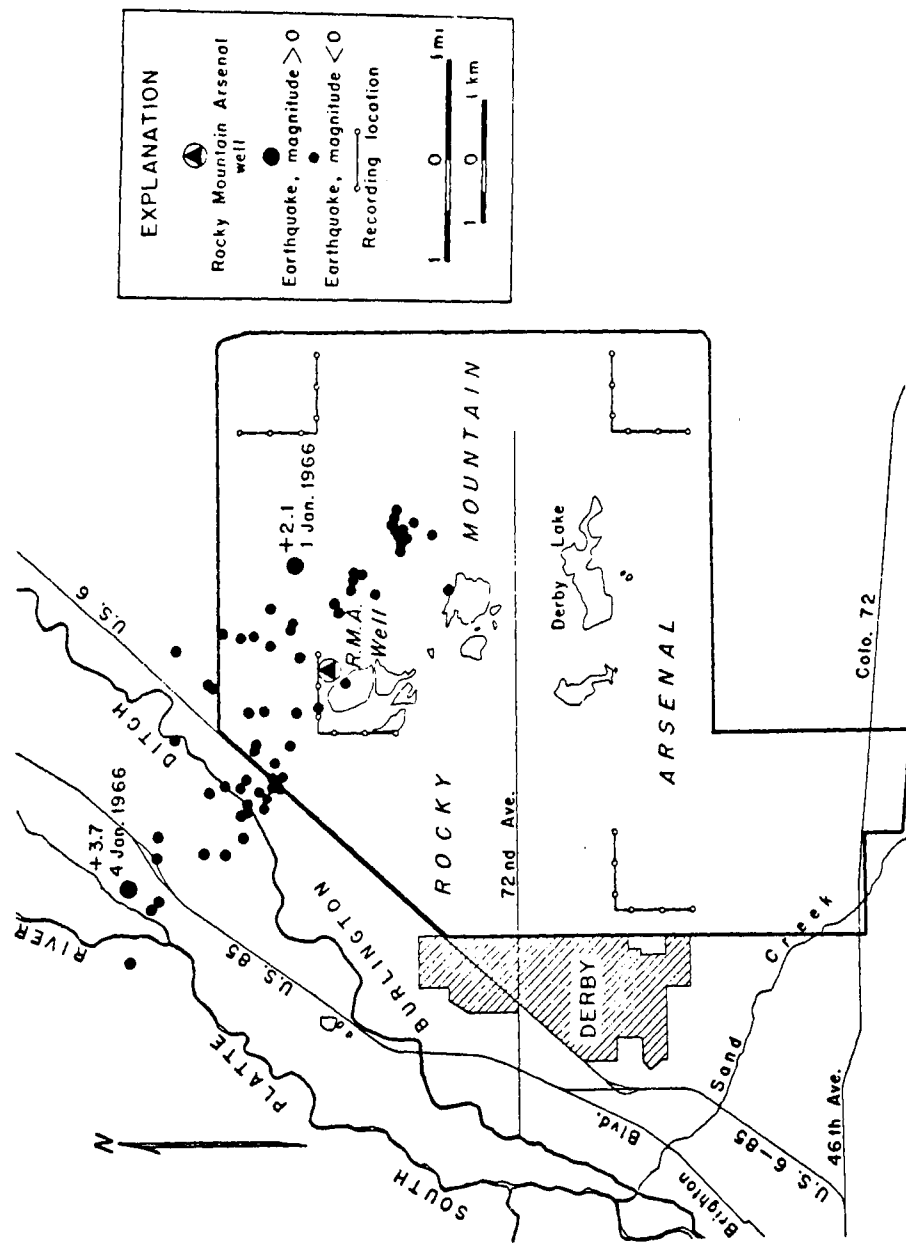 EXPLANATION
Rocky Mountain Arsenal
well
Earthquake, magnitude >0
Earthquake, magnitude <0
Recording location
1 0 1 mi
1 0 1 km
N
SOUTH
PLATTE
RIVER
+3.7
4 Jan. 1966
U.S. 85
BURLINGTON
DITCH
U.S. 6
+2.1
1 Jan. 1966
R.M.A.
Well
ROCKY
MOUNTAIN
ARSENAL
72nd Ave.
Derby Lake
DERBY
Brighton Blvd.
U.S. 6-85
Sand Creek
46th Ave.
Colo. 72